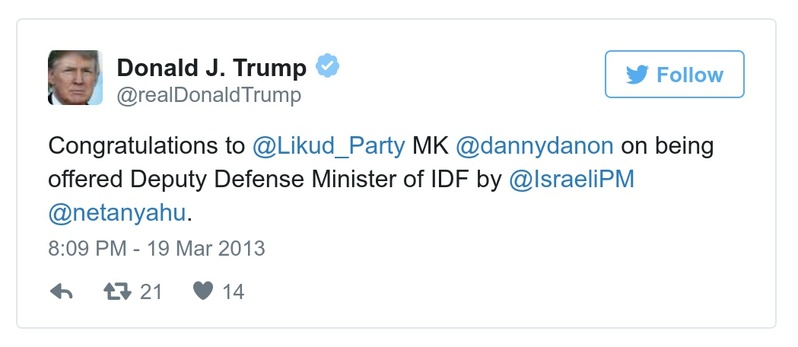 Donald J. Trump
@realDonaldTrump
Follow
Congratulations to @Likud_Party MK @dannydanon on being
offered Deputy Defense Minister of IDF by @IsraeliPM
@netanyahu.
8:09 PM - 19 Mar 2013
21 14